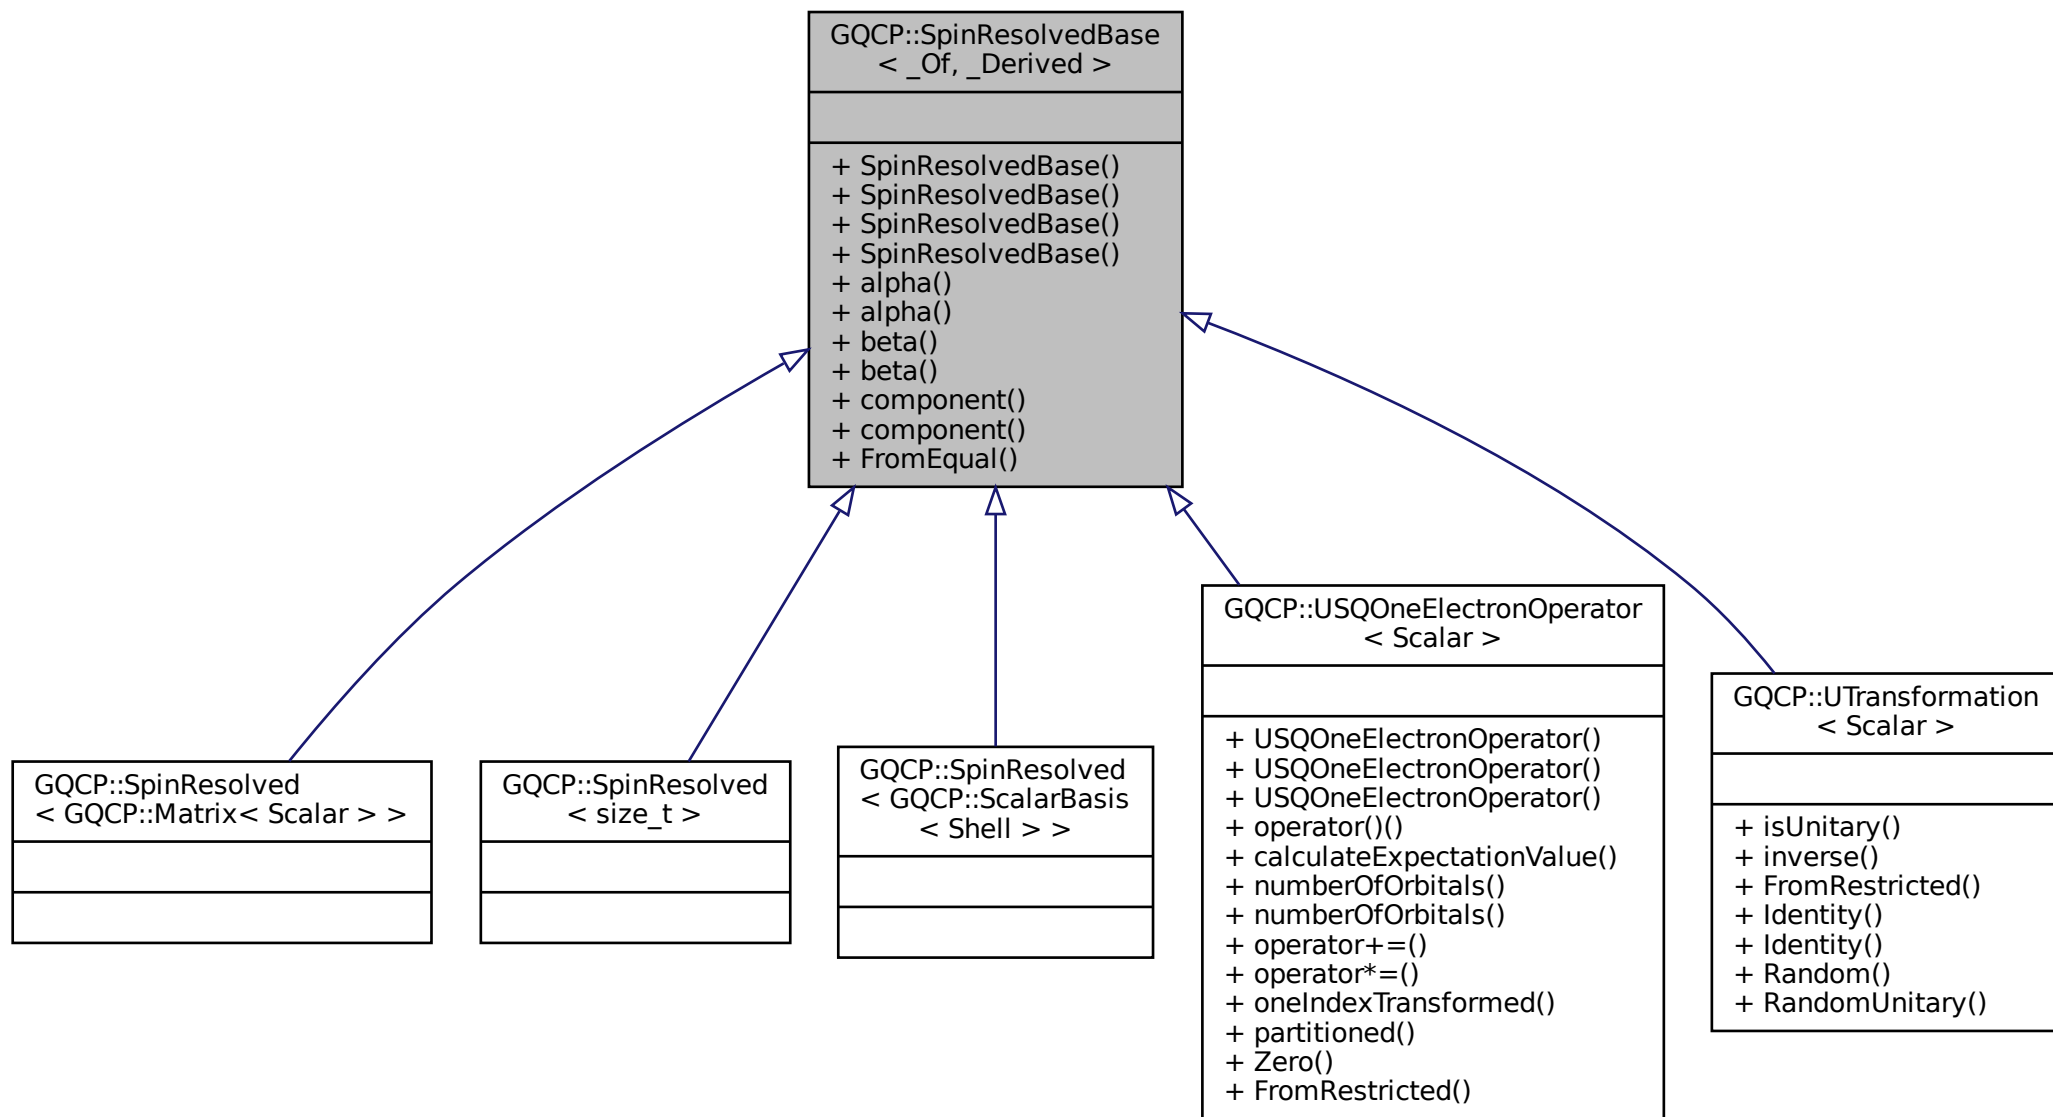 GQCP::SpinResolvedBase
< _Of, _Derived >
+ SpinResolvedBase()
+ SpinResolvedBase()
+ SpinResolvedBase()
+ SpinResolvedBase()
+ alpha()
+ alpha()
+ beta()
+ beta()
+ component()
+ component()
+ FromEqual()
GQCP::SpinResolved
< GQCP::Matrix< Scalar > >
GQCP::SpinResolved
< size_t >
GQCP::SpinResolved
< GQCP::ScalarBasis
< Shell > >
GQCP::USQOneElectronOperator
< Scalar >
+ USQOneElectronOperator()
+ USQOneElectronOperator()
+ USQOneElectronOperator()
+ operator()()
+ calculateExpectationValue()
+ numberOfOrbitals()
+ numberOfOrbitals()
+ operator+=()
+ operator*=()
+ oneIndexTransformed()
+ partitioned()
+ Zero()
+ FromRestricted()
GQCP::UTransformation
< Scalar >
+ isUnitary()
+ inverse()
+ FromRestricted()
+ Identity()
+ Identity()
+ Random()
+ RandomUnitary()